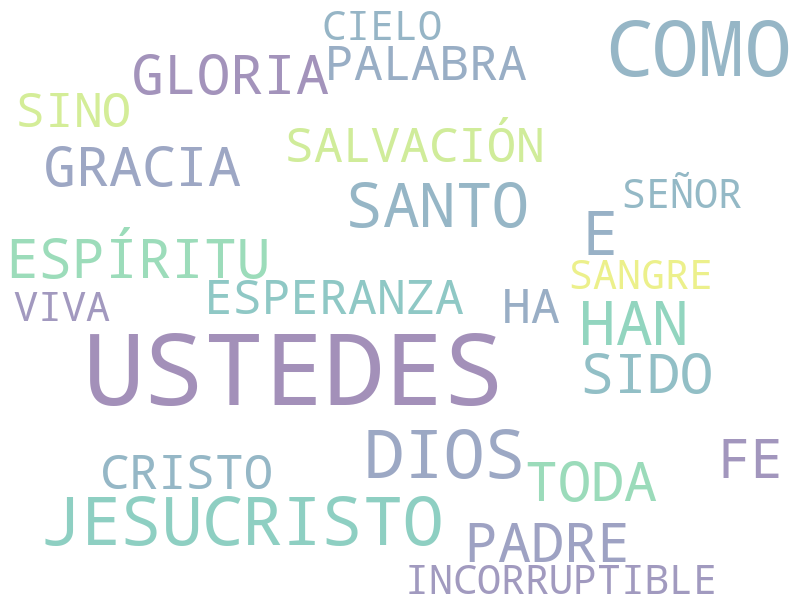 CIELO
COMO
PALABRA
GLORIA
SINO
SALVACIÓN
GRACIA
SANTO
SEÑOR
E
ESPÍRITU
SANGRE
ESPERANZA
VIVA
HA
HAN
USTEDES
SIDO
DIOS
FE
CRISTO
TODA
JESUCRISTO
PADRE
INCORRUPTIBLE